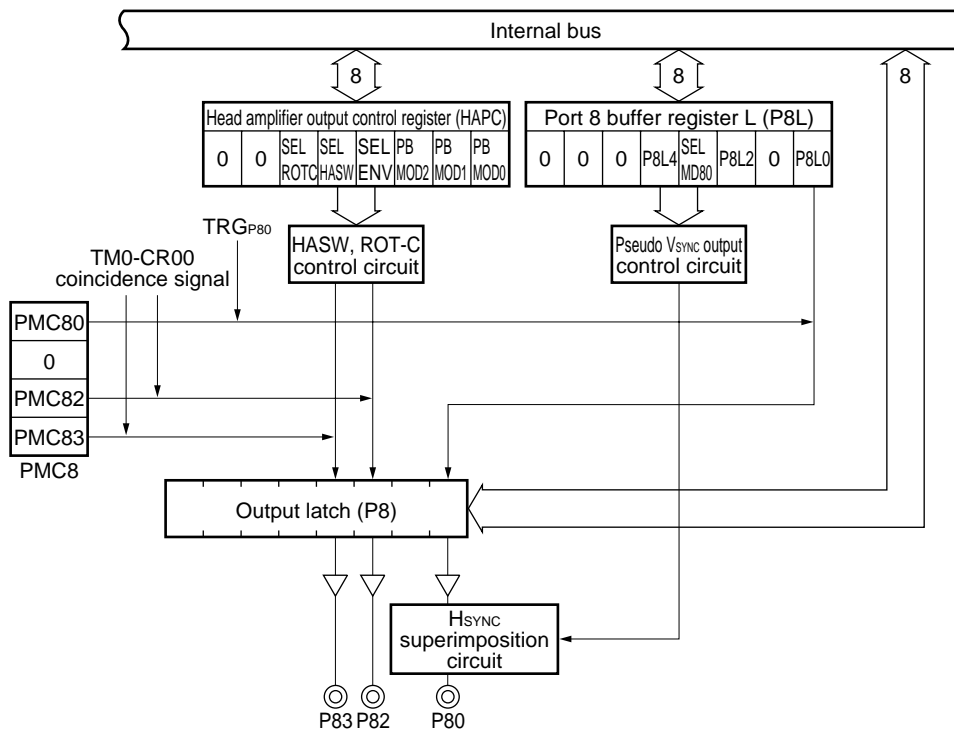 Internal bus
8
8
8
Head amplifier output control register (HAPC)
0 0 SEL ROTC SEL HASW SEL ENV PB MOD2 PB MOD1 PB MOD0
Port 8 buffer register L (P8L)
0 0 0 P8L4 SEL MD80 P8L2 0 P8L0
TRGP80
HASW, ROT-C
control circuit
Pseudo VSYNC output
control circuit
TM0-CR00
coincidence signal
PMC80
0
PMC82
PMC83
PMC8
Output latch (P8)
HSYNC
superimposition
circuit
P83 P82 P80